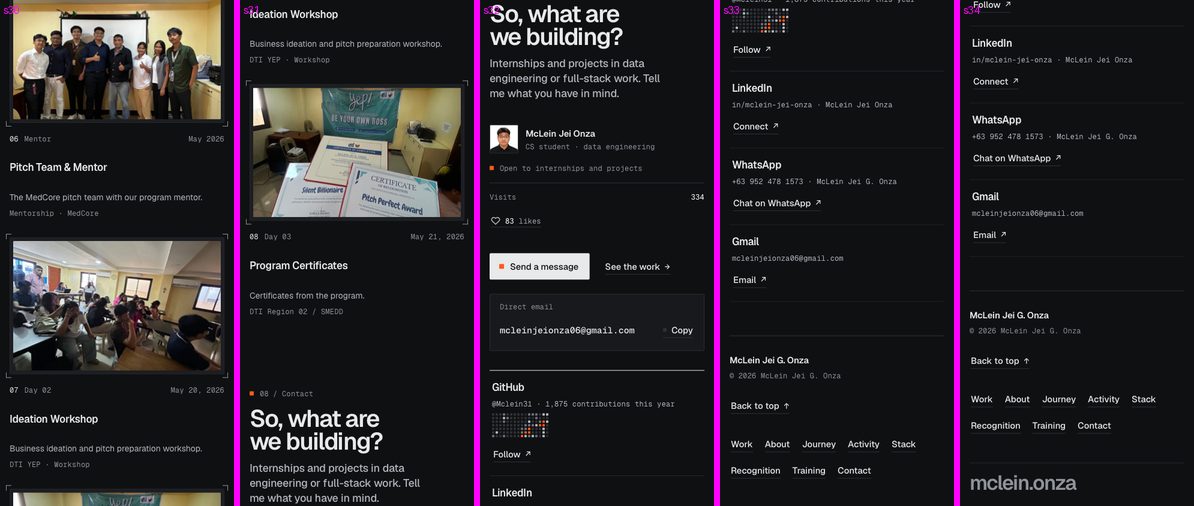 s30
06 Mentor
May 2026
Pitch Team & Mentor
The MedCore pitch team with our program mentor.
Mentorship · MedCore
07 Day 02
May 20, 2026
Ideation Workshop
Business ideation and pitch preparation workshop.
DTI YEP · Workshop
s31
Ideation Workshop
Business ideation and pitch preparation workshop.
DTI YEP · Workshop
yep!
BE YOUR OWN BOSS
Silent Billionaire
CERTIFICATE
Pitch Perfect Award
08 Day 03
May 21, 2026
Program Certificates
Certificates from the program.
DTI Region 02 / SMEDD
08 / Contact
So, what are
we building?
Internships and projects in data
engineering or full-stack work. Tell
me what you have in mind.
So, what are
we building?
Internships and projects in data
engineering or full-stack work. Tell
me what you have in mind.
McLein Jei Onza
CS student · data engineering
Open to internships and projects
Visits
334
83 likes
Send a message
See the work →
Direct email
mcleinjeionza06@gmail.com
Copy
GitHub
@Mclein31 · 1,875 contributions this year
Follow ↗
LinkedIn
s33
Follow ↗
LinkedIn
in/mclein-jei-onza · McLein Jei Onza
Connect ↗
WhatsApp
+63 952 478 1573 · McLein Jei G. Onza
Chat on WhatsApp ↗
Gmail
mcleinjeionza06@gmail.com
Email ↗
McLein Jei G. Onza
© 2026 McLein Jei G. Onza
Back to top ↑
Work About Journey Activity Stack
Recognition Training Contact
s34
Follow ↗
LinkedIn
in/mclein-jei-onza · McLein Jei Onza
Connect ↗
WhatsApp
+63 952 478 1573 · McLein Jei G. Onza
Chat on WhatsApp ↗
Gmail
mcleinjeionza06@gmail.com
Email ↗
McLein Jei G. Onza
© 2026 McLein Jei G. Onza
Back to top ↑
Work About Journey Activity Stack
Recognition Training Contact
mclein.onza